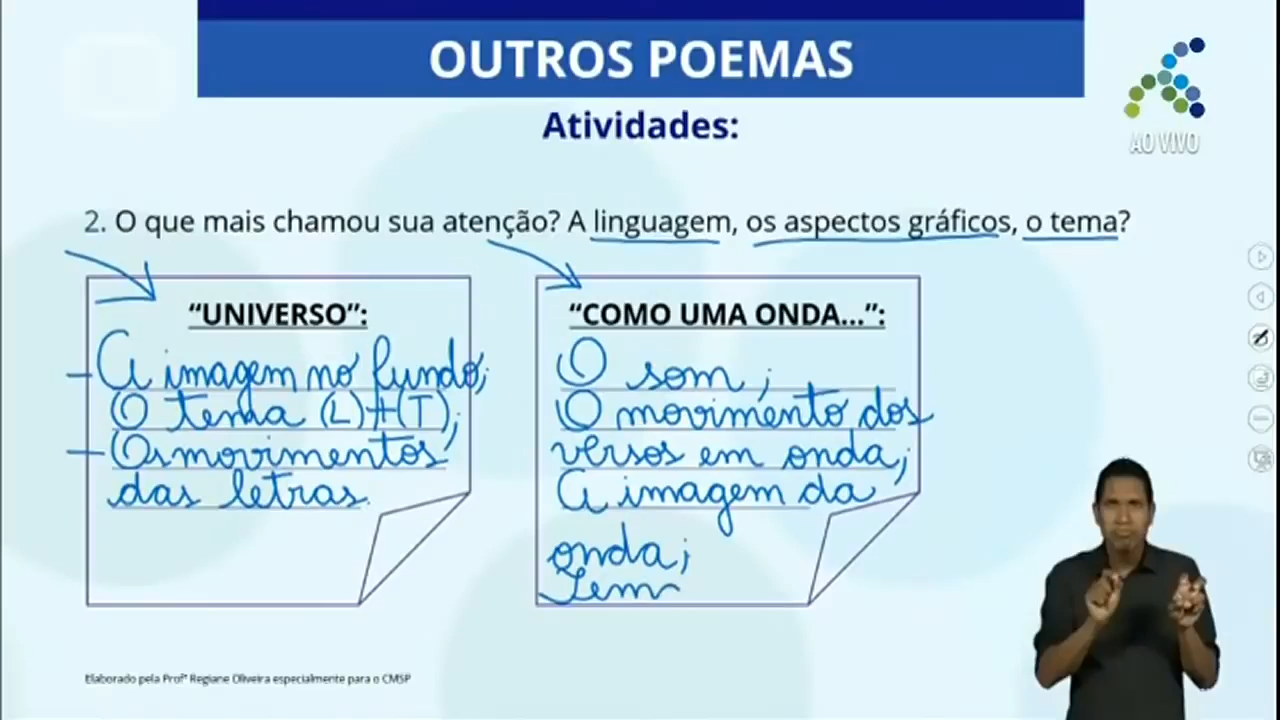 OUTROS POEMAS
Atividades:
AO VIVO
2. O que mais chamou sua atenção? A linguagem, os aspectos gráficos, o tema?
“UNIVERSO”:
- A imagem no fundo;
O tema (L)+(T);
- Os movimentos
das letras.
“COMO UMA ONDA...”:
O som;
O movimento dos
versos em onda;
A imagem da
onda;
Tem
Elaborado pela Profª Regiane Oliveira especialmente para o CMSP